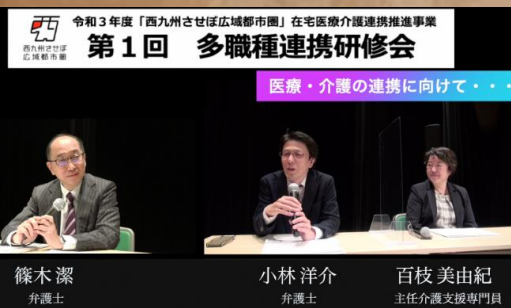 令和3年度「西九州させぼ広域都市圏」在宅医療介護連携推進事業
西九州させぼ
広域都市圏
第1回 多職種連携研修会
医療・介護の連携に向けて・・・
篠木 潔
弁護士
小林 洋介
弁護士
百枝 美由紀
主任介護支援専門員